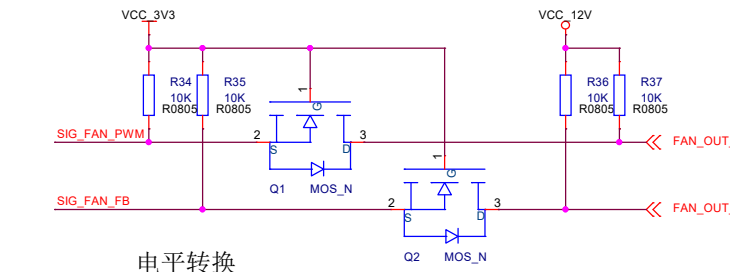 VCC_3V3 VCC_12V
R34 R35 R36 R37
10K 10K 10K 10K
R0805 R0805 R0805 R0805
1
G
SIG_FAN_PWM 2 3 FAN_OUT_
S D
1
G
Q1 MOS_N
SIG_FAN_FB 2 3 FAN_OUT_
S D
电平转换 Q2 MOS_N